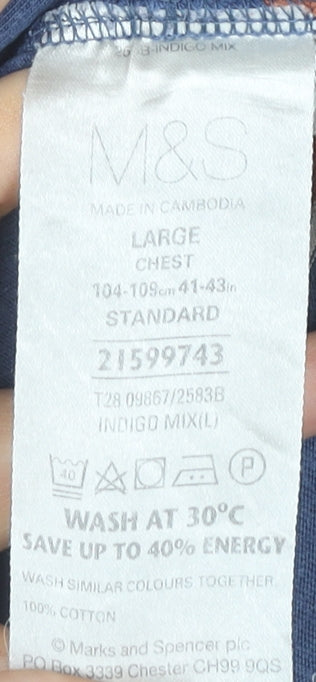 B-INDIGO MIX
M&S
MADE IN CAMBODIA
LARGE
CHEST
104-109cm 41-43in
STANDARD
21599743
T28 09867/2583B
INDIGO MIX(L)
40 P
WASH AT 30°C
SAVE UP TO 40% ENERGY
WASH SIMILAR COLOURS TOGETHER.
100% COTTON
© Marks and Spencer plc
PO Box 3339 Chester CH99 9QS